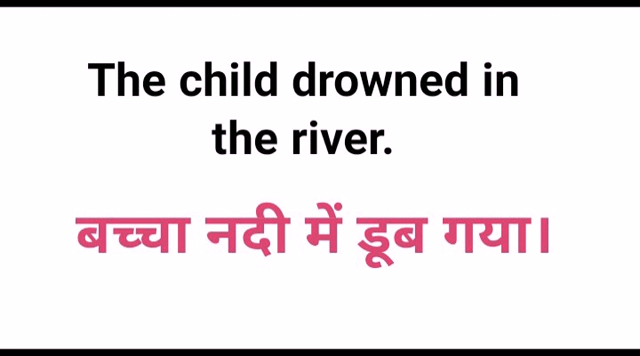 The child drowned in
the river.
बच्चा नदी में डूब गया।